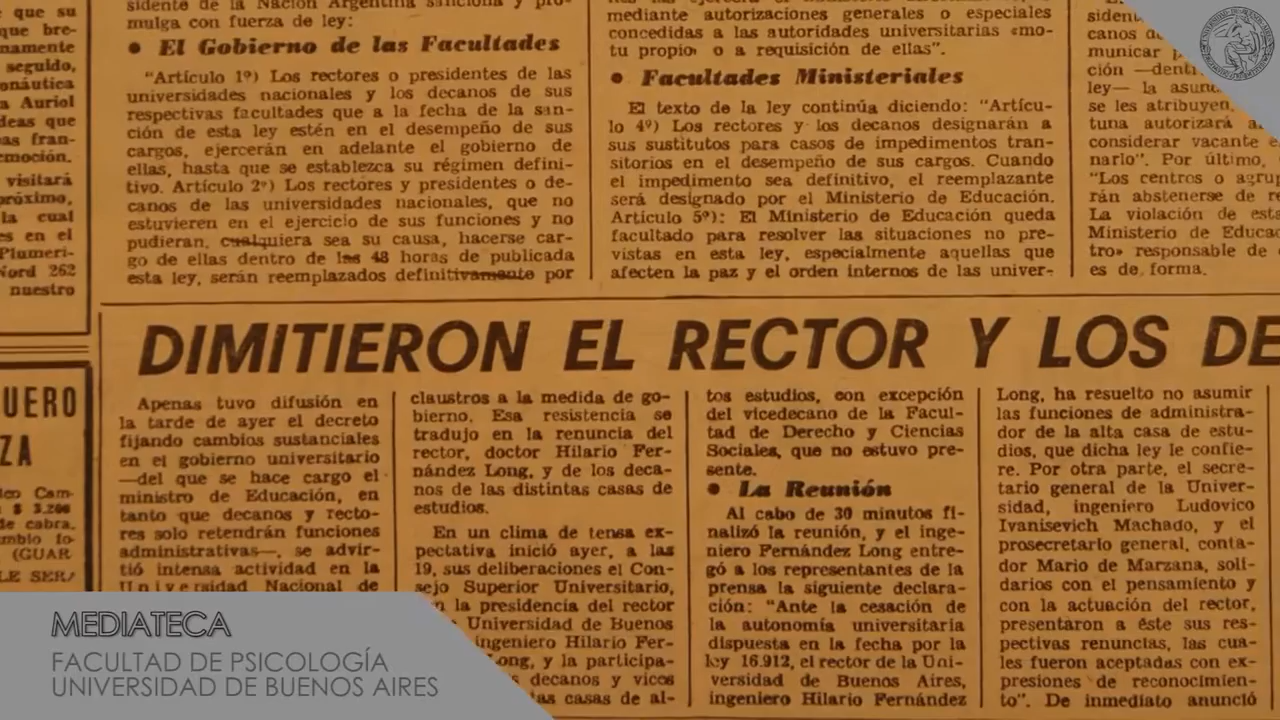 que su
que bre-
namente
seguido,
onáutica
a Auriol
deas que
as fran-
emoción.
visitará
próximo,
la cual
es en el
Plumeri-
Nord 262
nuestro
UERO
ZA
$ 3.200
de cabra.
(GUAR
sidente de la Nación Argentina sanciona y pro-
mulga con fuerza de ley:
● El Gobierno de las Facultades
"Artículo 1º) Los rectores o presidentes de las
universidades nacionales y los decanos de sus
respectivas facultades que a la fecha de la san-
ción de esta ley estén en el desempeño de sus
cargos, ejercerán en adelante el gobierno de
ellas, hasta que se establezca su régimen defini-
tivo. Artículo 2º) Los rectores y presidentes o de-
canos de las universidades nacionales, que no
estuvieren en el ejercicio de sus funciones y no
pudieran, cualquiera sea su causa, hacerse car-
go de ellas dentro de las 48 horas de publicada
esta ley, serán reemplazados definitivamente por
mediante autorizaciones generales o especiales
concedidas a las autoridades universitarias «mo-
tu propio» o a requisición de ellas".
● Facultades Ministeriales
El texto de la ley continúa diciendo: "Artícu-
lo 4º) Los rectores y los decanos designarán a
sus sustitutos para casos de impedimentos tran-
sitorios en el desempeño de sus cargos. Cuando
el impedimento sea definitivo, el reemplazante
será designado por el Ministerio de Educación.
Artículo 5º): El Ministerio de Educación queda
facultado para resolver las situaciones no pre-
vistas en esta ley, especialmente aquellas que
afecten la paz y el orden internos de las univer-
sident
canos d
municar p
ción —dent
ley— la asun
se les atribuyen
tuna autorizará a
considerar vacante e
nario". Por último,
"Los centros o agrup
rán abstenerse de re
La violación de esta
Ministerio de Educac
tro» responsable de
es de forma.
DIMITIERON EL RECTOR Y LOS DE
Apenas tuvo difusión en
la tarde de ayer el decreto
fijando cambios sustanciales
en el gobierno universitario
—del que se hace cargo el
ministro de Educación, en
tanto que decanos y recto-
res solo retendrán funciones
administrativas—, se advir-
tió intensa actividad en la
Universidad Nacional de
claustros a la medida de go-
bierno. Esa resistencia se
tradujo en la renuncia del
rector, doctor Hilario Fer-
nández Long, y de los deca-
nos de las distintas casas de
estudios.
En un clima de tensa ex-
pectativa inició ayer, a las
19, sus deliberaciones el Con-
sejo Superior Universitario,
la presidencia del rector
Universidad de Buenos
ingeniero Hilario Fer-
Long, y la participa-
decanos y vices
casas de al-
tos estudios, con excepción
del vicedecano de la Facul-
tad de Derecho y Ciencias
Sociales, que no estuvo pre-
sente.
● La Reunión
Al cabo de 30 minutos fi-
nalizó la reunión, y el inge-
niero Fernández Long entre-
gó a los representantes de la
prensa la siguiente declara-
ción: "Ante la cesación de
la autonomía universitaria
dispuesta en la fecha por la
ley 16.912, el rector de la Uni-
versidad de Buenos Aires,
ingeniero Hilario Fernández
Long, ha resuelto no asumir
las funciones de administra-
dor de la alta casa de estu-
dios, que dicha ley le confie-
re. Por otra parte, el secre-
tario general de la Univer-
sidad, ingeniero Ludovico
Ivanisevich Machado, y el
prosecretario general, conta-
dor Mario de Marzana, soli-
darios con el pensamiento y
con la actuación del rector,
presentaron a éste sus res-
pectivas renuncias, las cua-
les fueron aceptadas con ex-
presiones de reconocimien-
to". De inmediato anunció
MEDIATECA
FACULTAD DE PSICOLOGÍA
UNIVERSIDAD DE BUENOS AIRES